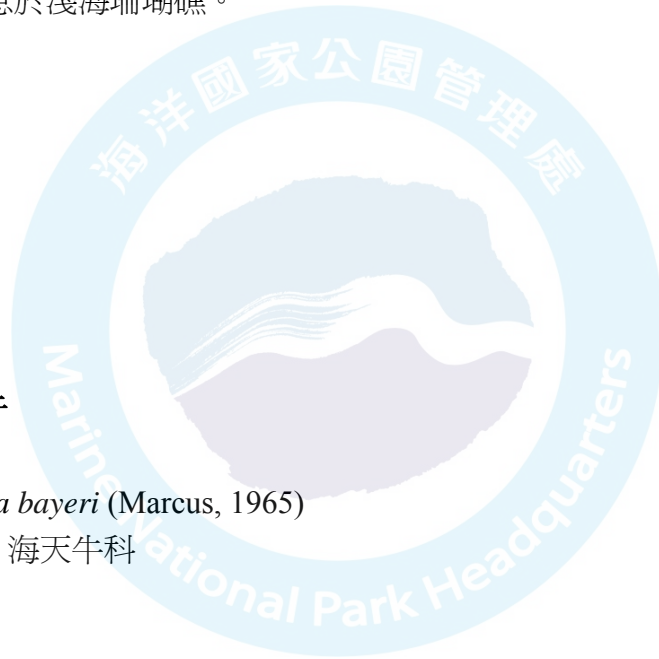 於淺海珊瑚礁。
海洋國家公園管理處
a bayeri (Marcus, 1965)
海天牛科
Marine National Park Headquarters